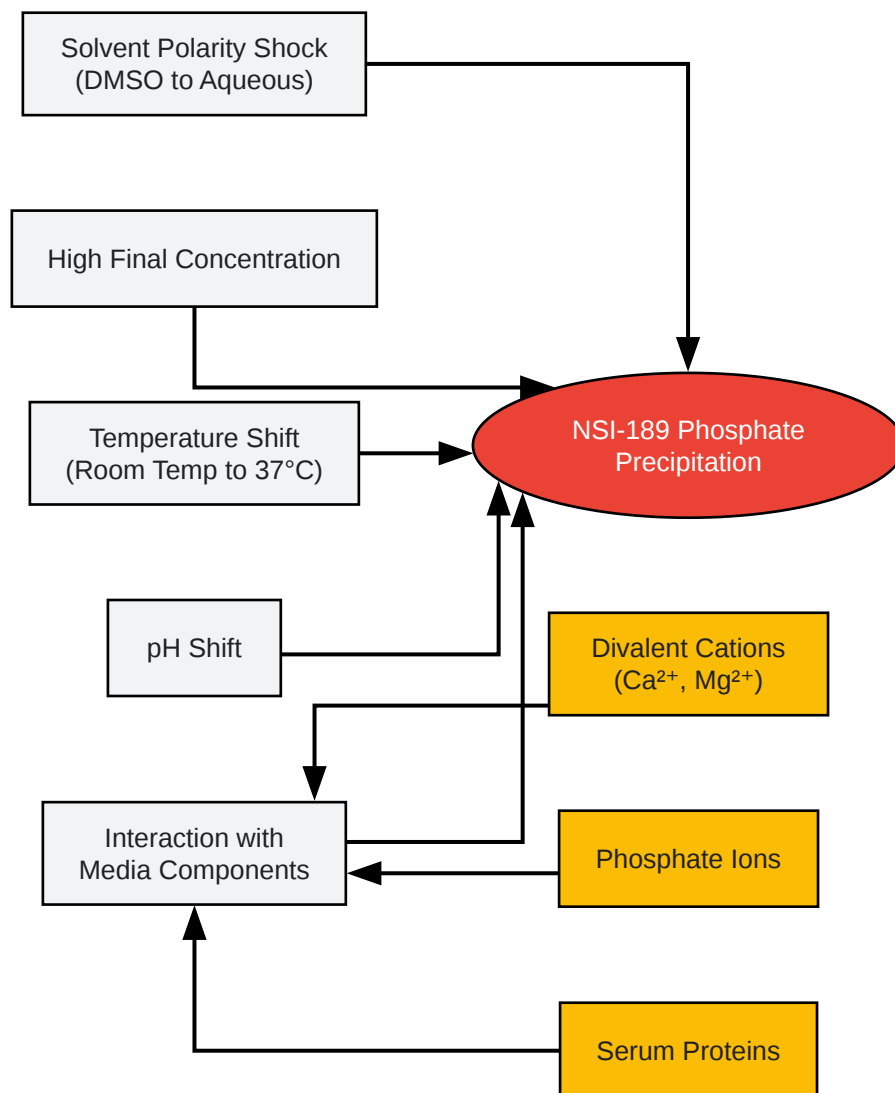 Solvent Polarity Shock
(DMSO to Aqueous)
High Final Concentration
Temperature Shift
(Room Temp to 37°C)
NSI-189 Phosphate
Precipitation
pH Shift
Divalent Cations
(Ca²⁺, Mg²⁺)
Interaction with
Media Components
Phosphate Ions
Serum Proteins